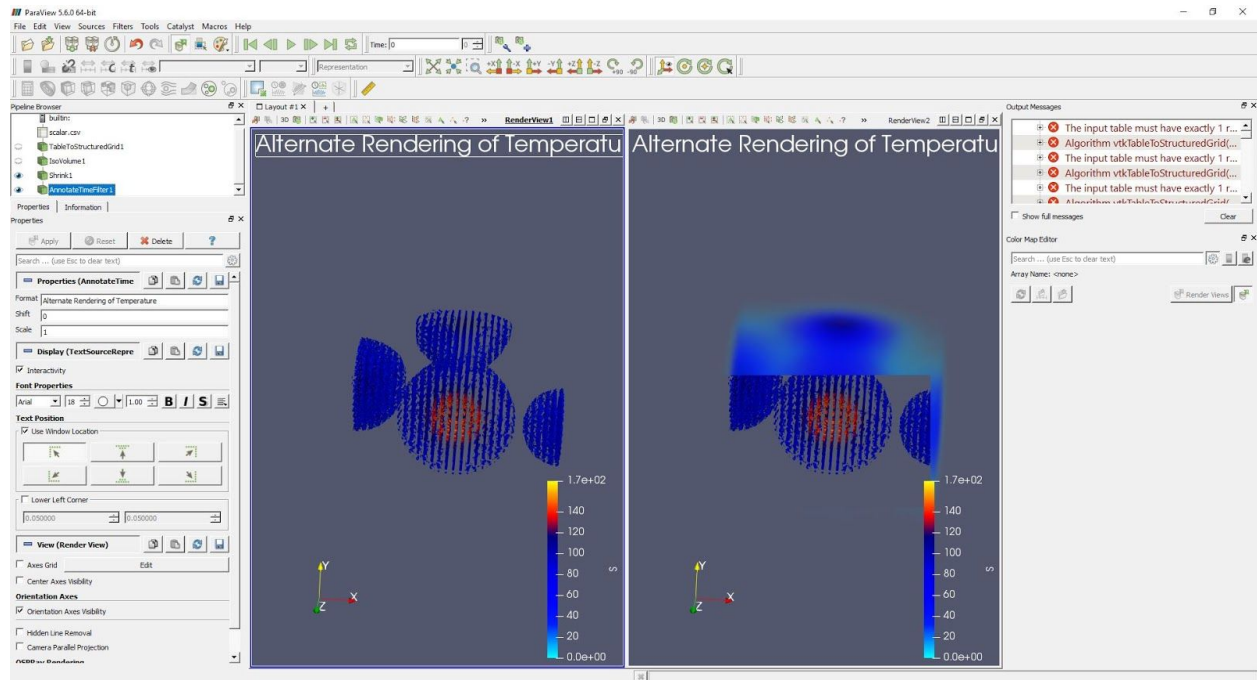 ParaView 5.6.0 64-bit
File Edit View Sources Filters Tools Catalyst Macros Help
Time: 0 0
Representation
Pipeline Browser
builtin:
scalar.csv
TableToStructuredGrid1
IsoVolume1
Shrink1
AnnotateTimeFilter1
Properties Information
Properties
Apply Reset Delete ?
Search ... (use Esc to clear text)
Properties (AnnotateTime
Format Alternate Rendering of Temperature
Shift 0
Scale 1
Display (TextSourceRepre
Interactivity
Font Properties
Arial 18 1.00 B I S
Text Position
Use Window Location
Lower Left Corner
0.050000 0.050000
View (Render View)
Axes Grid Edit
Center Axes Visibility
Orientation Axes
Orientation Axes Visibility
Hidden Line Removal
Camera Parallel Projection
OSPRay Rendering
Layout #1 +
3D RenderView1
Alternate Rendering of Temperatu
1.7e+02
140
120
100
80
60
40
20
0.0e+00
S
Y
X
Z
3D RenderView2
Alternate Rendering of Temperatu
1.7e+02
140
120
100
80
60
40
20
0.0e+00
S
Y
X
Z
Output Messages
The input table must have exactly 1 r...
Algorithm vtkTableToStructuredGrid(...
The input table must have exactly 1 r...
Algorithm vtkTableToStructuredGrid(...
The input table must have exactly 1 r...
Algorithm vtkTableToStructuredGrid(...
Show full messages Clear
Color Map Editor
Search ... (use Esc to clear text)
Array Name: <none>
Render Views